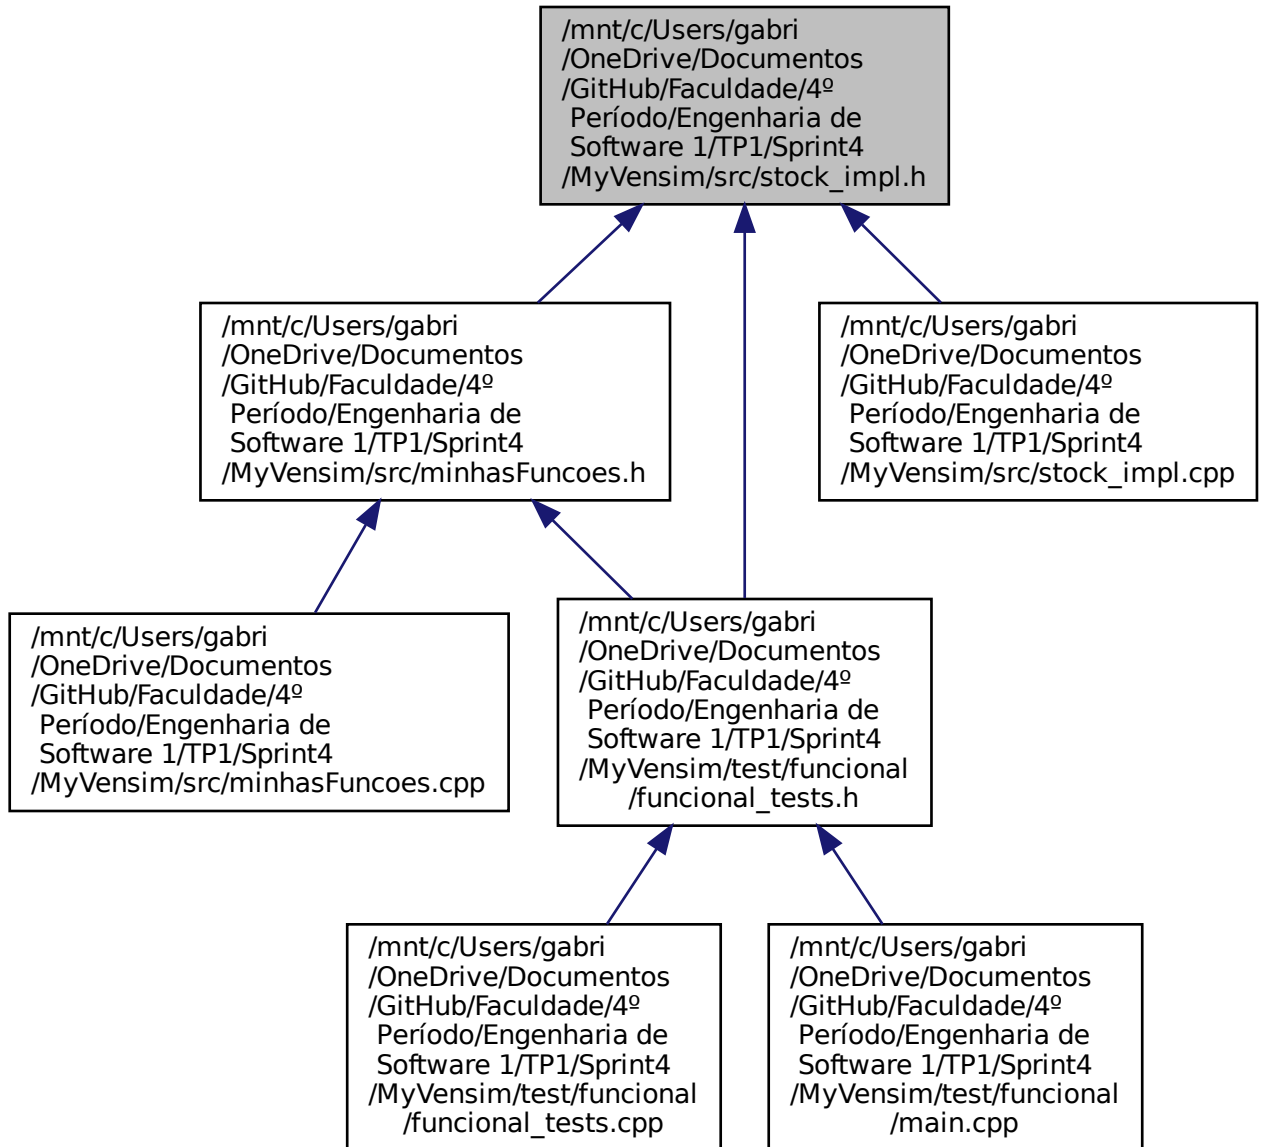 /mnt/c/Users/gabri
/OneDrive/Documentos
/GitHub/Faculdade/4º
Período/Engenharia de
Software 1/TP1/Sprint4
/MyVensim/src/stock_impl.h
/mnt/c/Users/gabri
/OneDrive/Documentos
/GitHub/Faculdade/4º
Período/Engenharia de
Software 1/TP1/Sprint4
/MyVensim/src/minhasFuncoes.h
/mnt/c/Users/gabri
/OneDrive/Documentos
/GitHub/Faculdade/4º
Período/Engenharia de
Software 1/TP1/Sprint4
/MyVensim/src/stock_impl.cpp
/mnt/c/Users/gabri
/OneDrive/Documentos
/GitHub/Faculdade/4º
Período/Engenharia de
Software 1/TP1/Sprint4
/MyVensim/src/minhasFuncoes.cpp
/mnt/c/Users/gabri
/OneDrive/Documentos
/GitHub/Faculdade/4º
Período/Engenharia de
Software 1/TP1/Sprint4
/MyVensim/test/funcional
/funcional_tests.h
/mnt/c/Users/gabri
/OneDrive/Documentos
/GitHub/Faculdade/4º
Período/Engenharia de
Software 1/TP1/Sprint4
/MyVensim/test/funcional
/funcional_tests.cpp
/mnt/c/Users/gabri
/OneDrive/Documentos
/GitHub/Faculdade/4º
Período/Engenharia de
Software 1/TP1/Sprint4
/MyVensim/test/funcional
/main.cpp